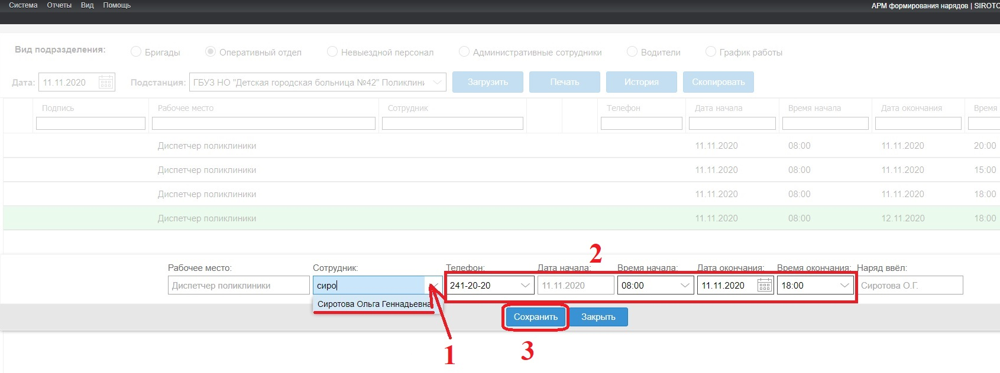 Система Отчеты Вид Помощь
АРМ формирования нарядов | SIROTO
Вид подразделения: Бригады Оперативный отдел Невыездной персонал Административные сотрудники Водители График работы
Дата: 11.11.2020 Подстанция: ГБУЗ НО "Детская городская больница №42" Поликлини Загрузить Печать История Скопировать
Подпись Рабочее место Сотрудник Телефон Дата начала Время начала Дата окончания Время
Диспетчер поликлиники 11.11.2020 08:00 11.11.2020 20:00
Диспетчер поликлиники 11.11.2020 08:00 11.11.2020 15:00
Диспетчер поликлиники 11.11.2020 08:00 11.11.2020 18:00
Диспетчер поликлиники 11.11.2020 08:00 12.11.2020 18:00
2
Рабочее место: Сотрудник: Телефон: Дата начала: Время начала: Дата окончания: Время окончания: Наряд ввёл:
Диспетчер поликлиники сиро 241-20-20 11.11.2020 08:00 11.11.2020 18:00 Сиротова О.Г.
Сиротова Ольга Геннадьевна
Сохранить Закрыть
1
3